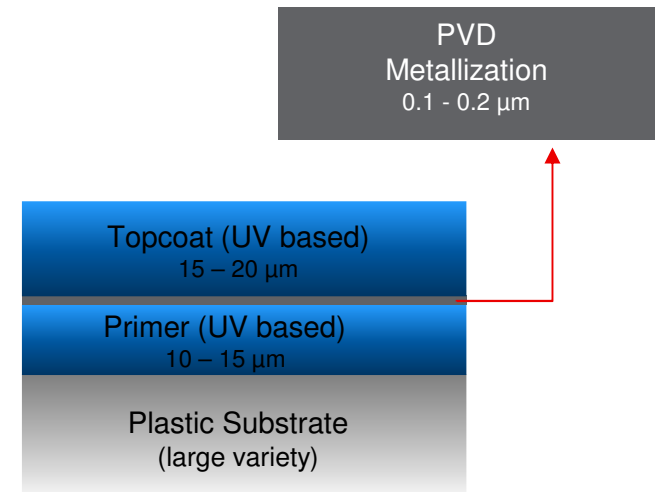 PVD
Metallization
0.1 - 0.2 µm
Topcoat (UV based)
15 – 20 µm
Primer (UV based)
10 – 15 µm
Plastic Substrate
(large variety)